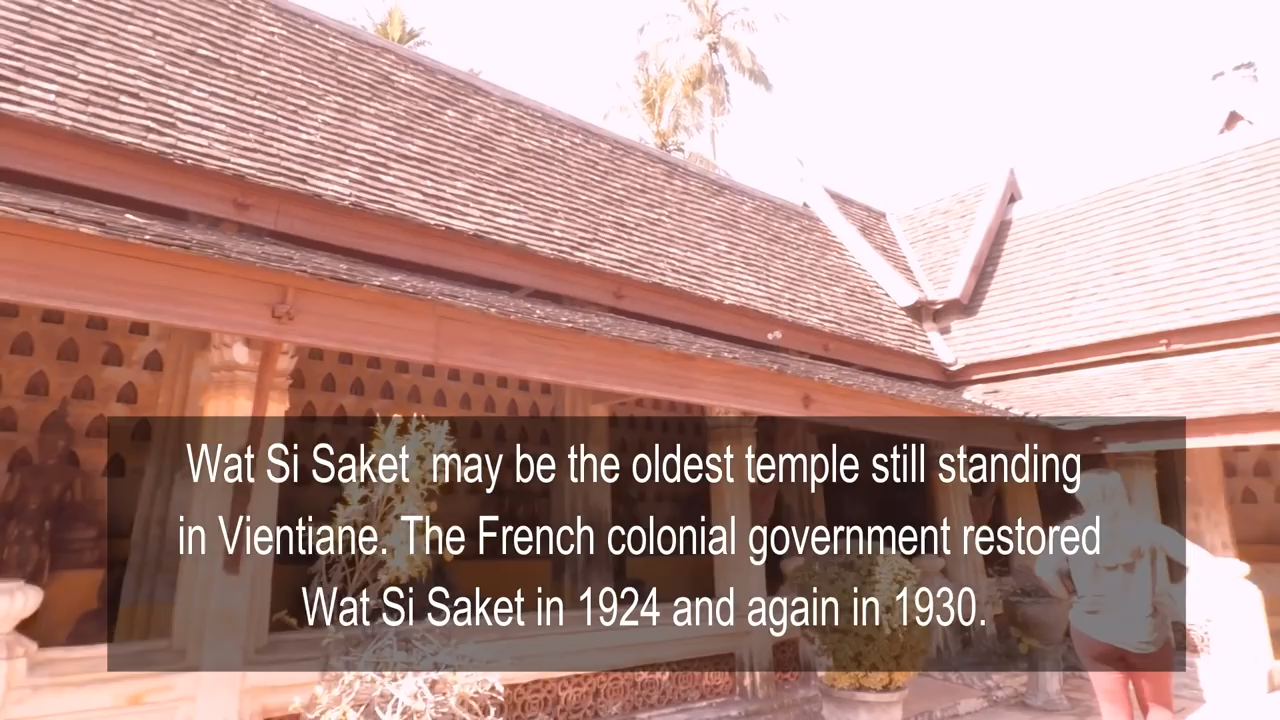 Wat Si Saket  may be the oldest temple still standing
in Vientiane. The French colonial government restored
Wat Si Saket in 1924 and again in 1930.